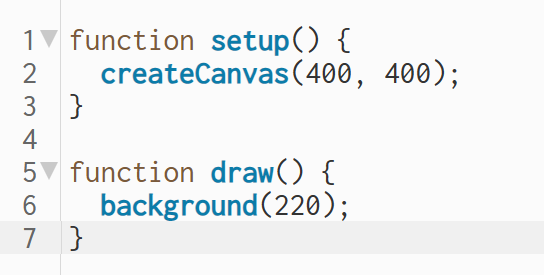 1 function setup() {
2   createCanvas(400, 400);
3 }
4
5 function draw() {
6   background(220);
7 }